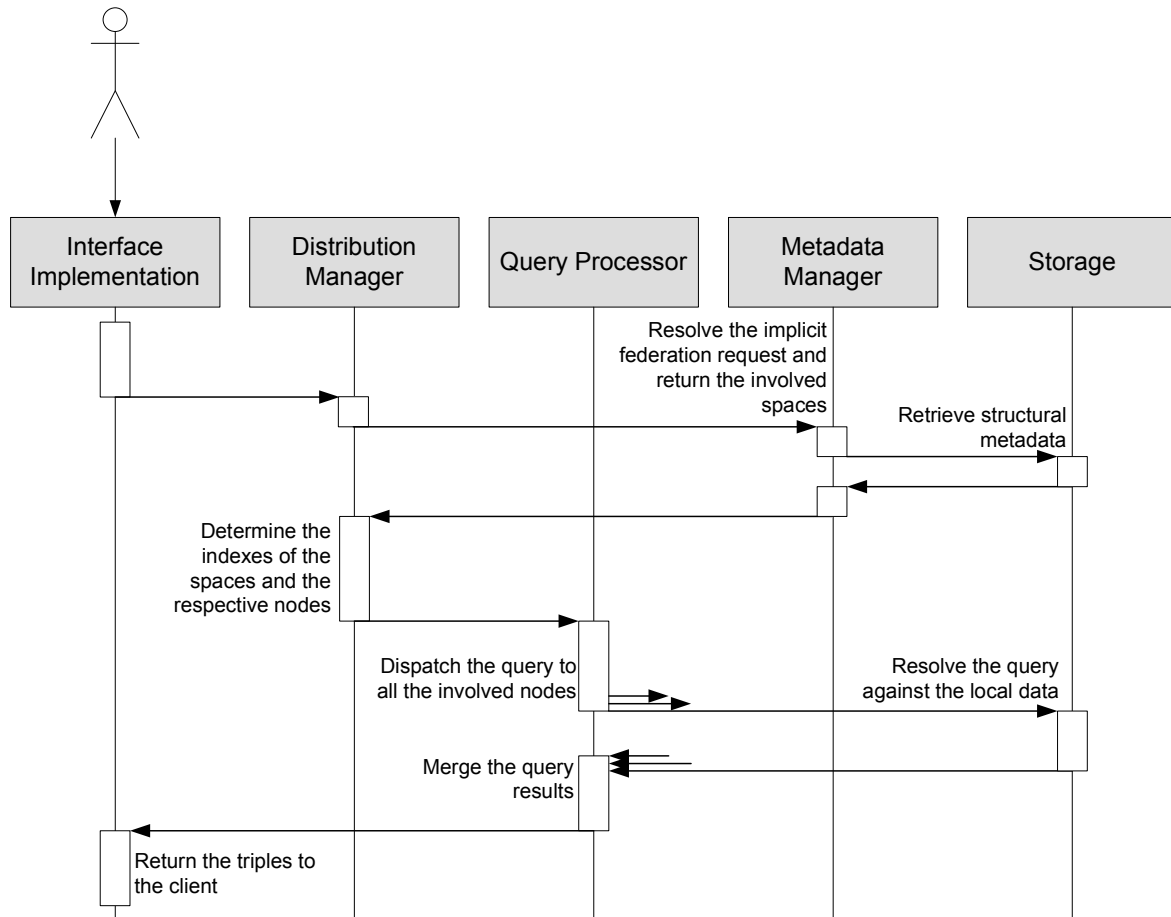 Interface
Implementation
Distribution
Manager
Query Processor
Metadata
Manager
Storage
Resolve the implicit
federation request and
return the involved
spaces
Retrieve structural
metadata
Determine the
indexes of the
spaces and the
respective nodes
Dispatch the query to
all the involved nodes
Resolve the query
against the local data
Merge the query
results
Return the triples to
the client